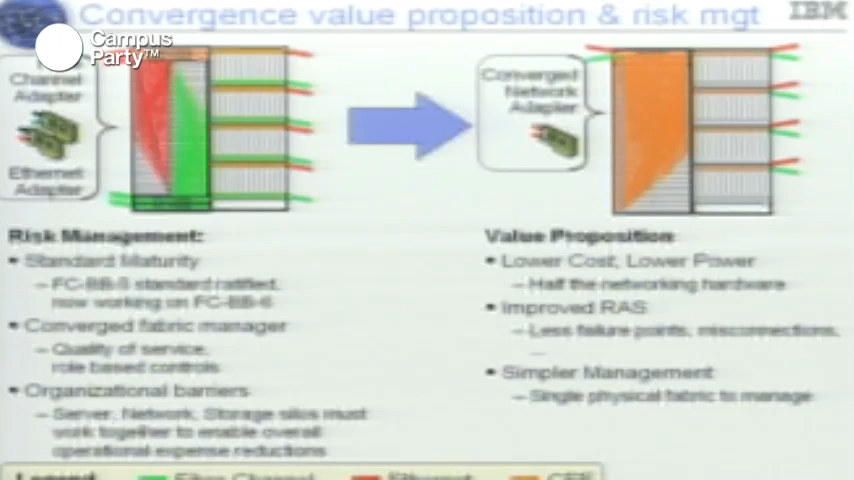 Convergence value proposition & risk mgt
IBM
Campus
Party™
Channel
Adapter
Ethernet
Adapter
Converged
Network
Adapter
Risk Management:
• Standard Maturity
– FC-BB-5 standard ratified,
now working on FC-BB-6
• Converged fabric manager
– Quality of service,
role based controls
• Organizational barriers
– Server, Network, Storage silos must
work together to enable overall
operational expense reductions
Value Proposition
• Lower Cost, Lower Power
– Half the networking hardware
• Improved RAS
– Less failure points, misconnections,
...
• Simpler Management
– Single physical fabric to manage
Legend
Fibre Channel
Ethernet
CEE